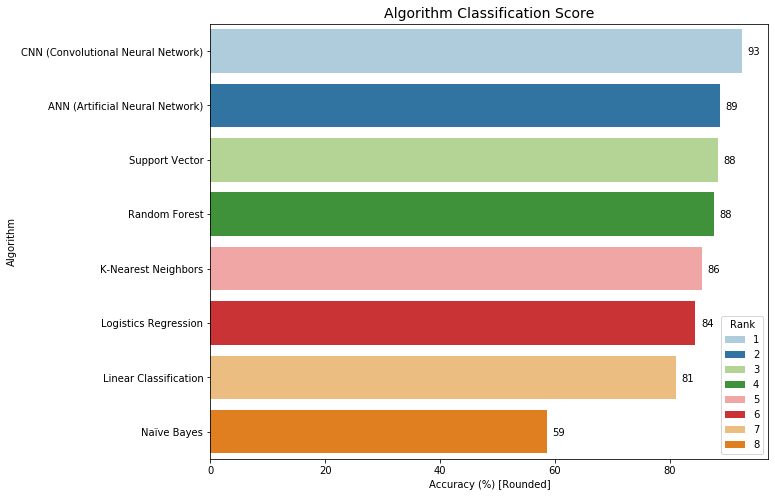 Algorithm Classification Score
Algorithm
CNN (Convolutional Neural Network)
93
ANN (Artificial Neural Network)
89
Support Vector
88
Random Forest
88
K-Nearest Neighbors
86
Logistics Regression
84
Linear Classification
81
Naïve Bayes
59
Rank
1
2
3
4
5
6
7
8
0 20 40 60 80
Accuracy (%) [Rounded]